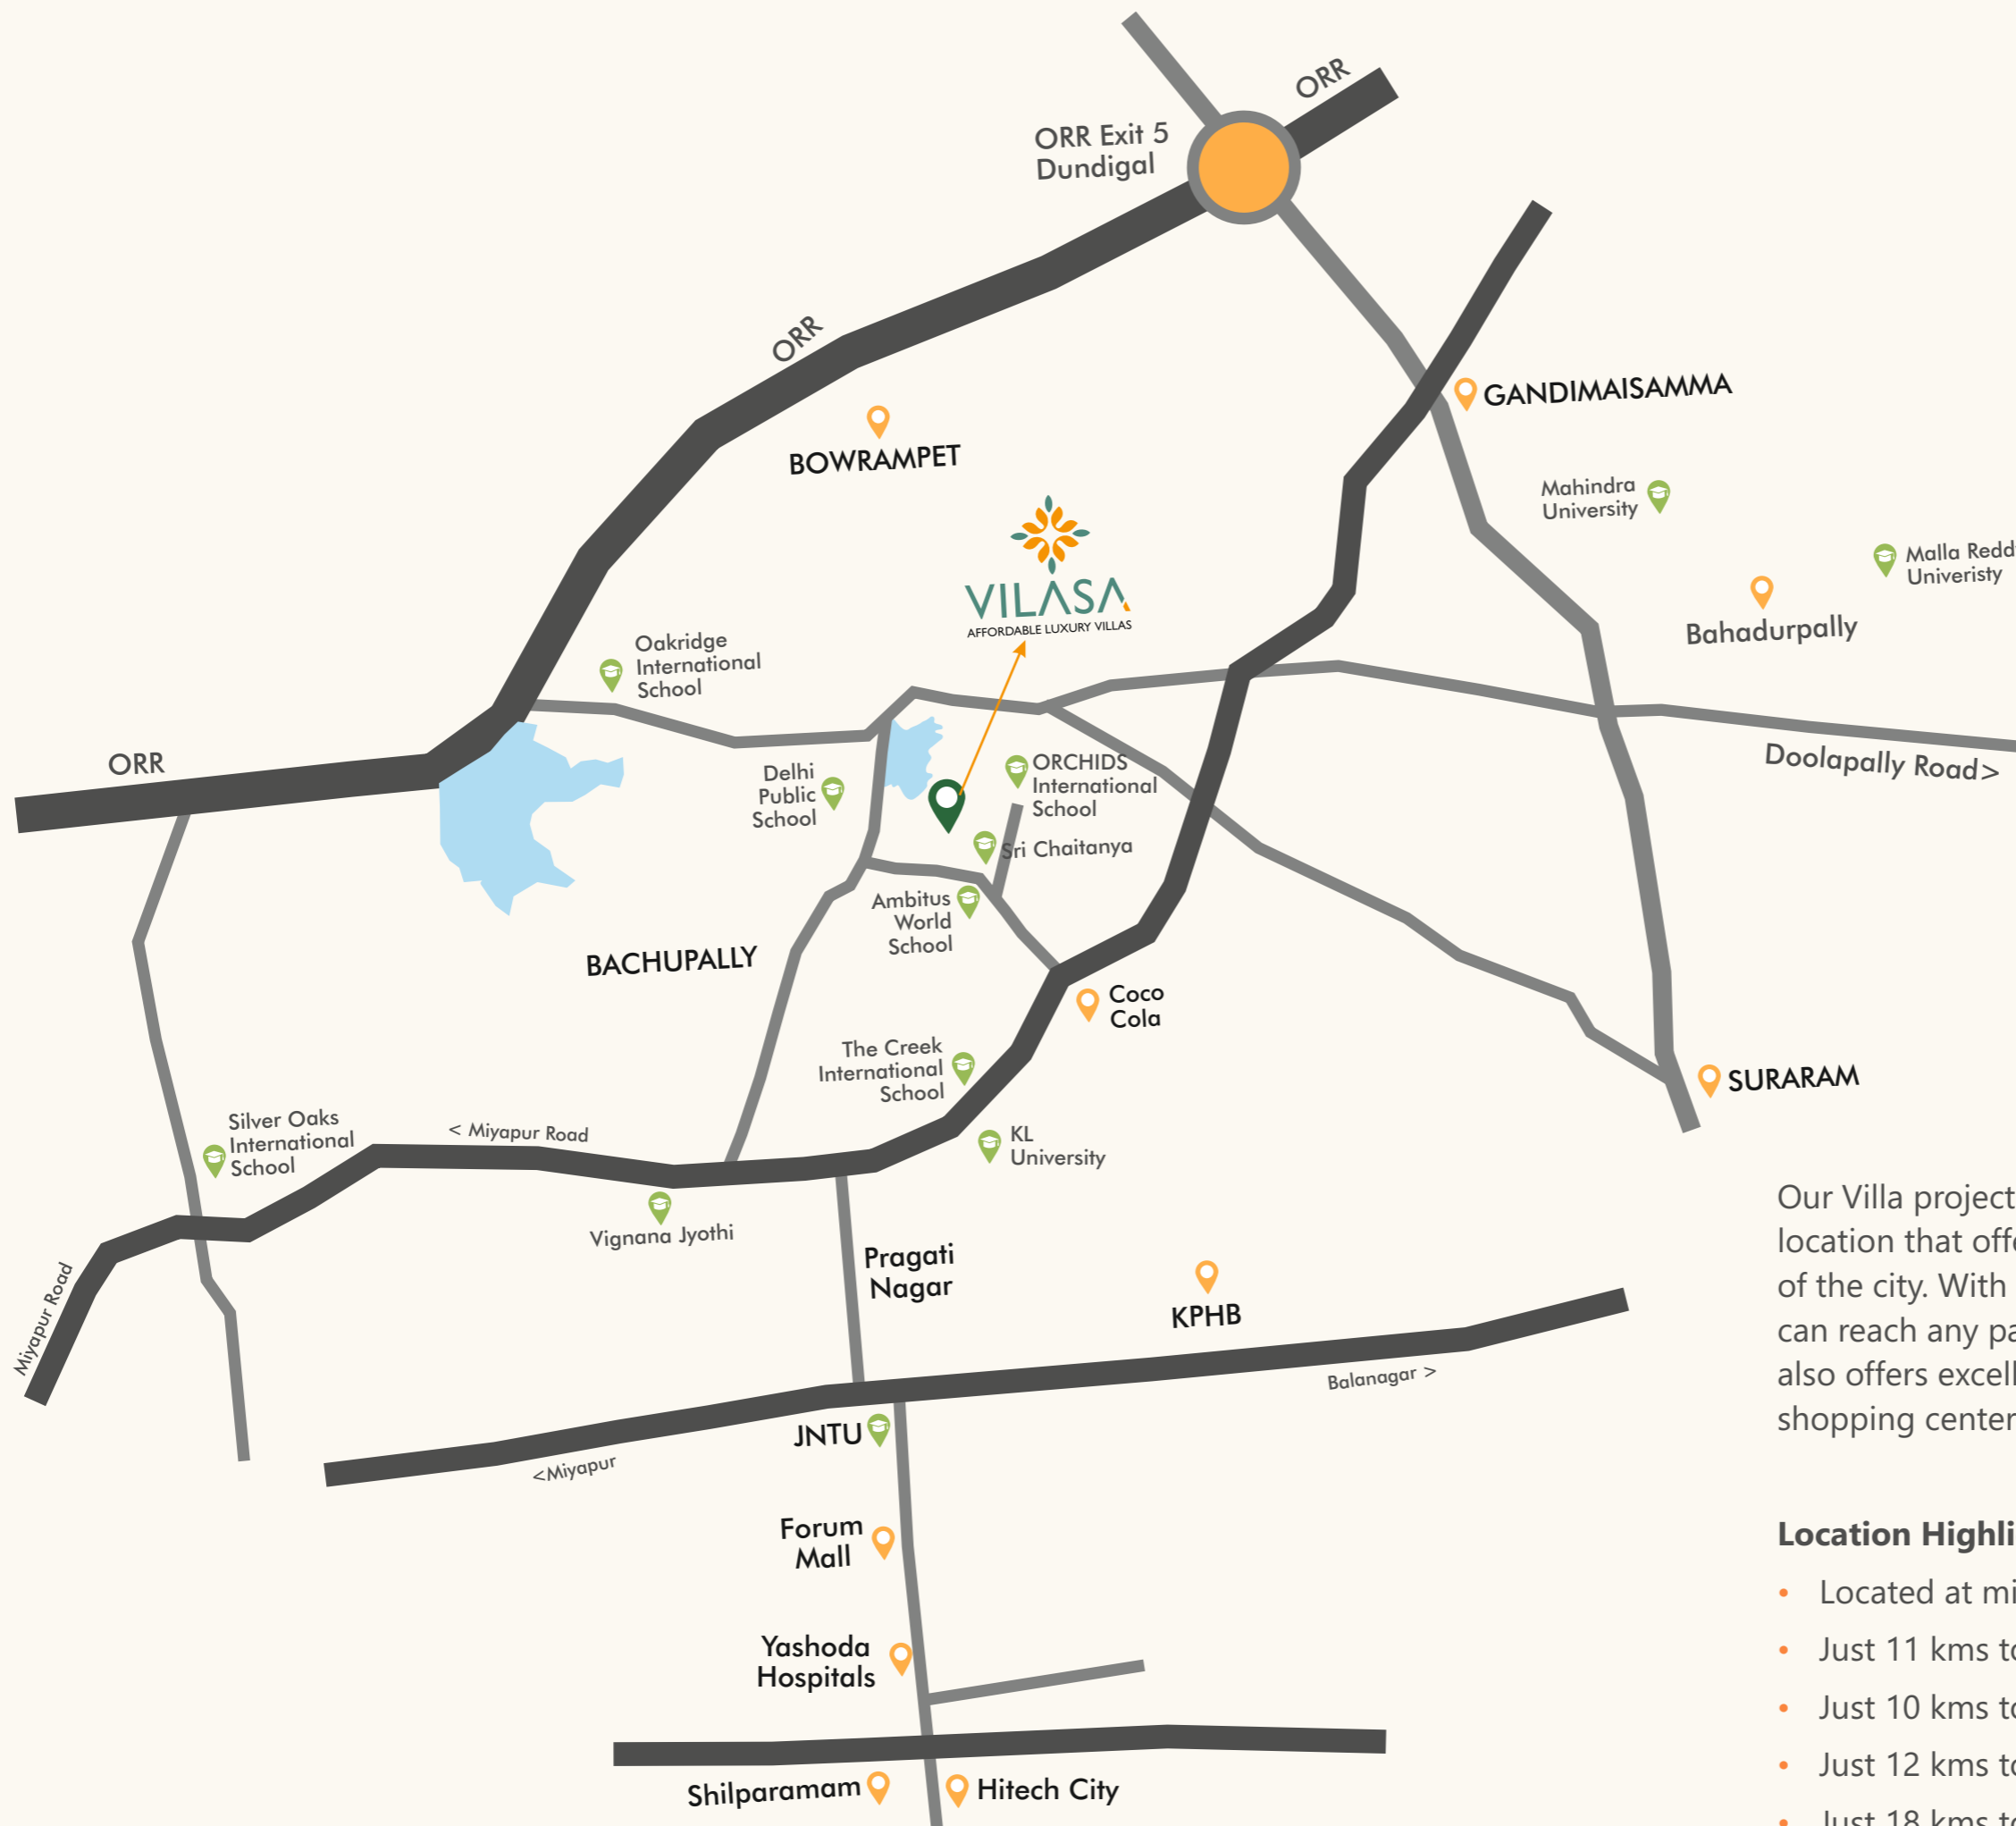 ORR
ORR Exit 5
Dundigal
ORR
GANDIMAISAMMA
BOWRAMPET
Mahindra
University
Malla Redd
Univeristy
VILASA
AFFORDABLE LUXURY VILLAS
Bahadurpally
Oakridge
International
School
ORR
Doolapally Road>
Delhi
Public
School
ORCHIDS
International
School
Sri Chaitanya
Ambitus
World
School
BACHUPALLY
Coco
Cola
The Creek
International
School
SURARAM
Silver Oaks
International
School
< Miyapur Road
KL
University
Vignana Jyothi
Miyapur Road
Pragati
Nagar
KPHB
Balanagar >
JNTU
<Miyapur
Forum
Mall
Yashoda
Hospitals
Shilparamam
Hitech City
Our Villa project
location that off
of the city. With
can reach any pa
also offers excell
shopping center
Location Highli
• Located at mi
• Just 11 kms to
• Just 10 kms to
• Just 12 kms to
• Just 18 kms to